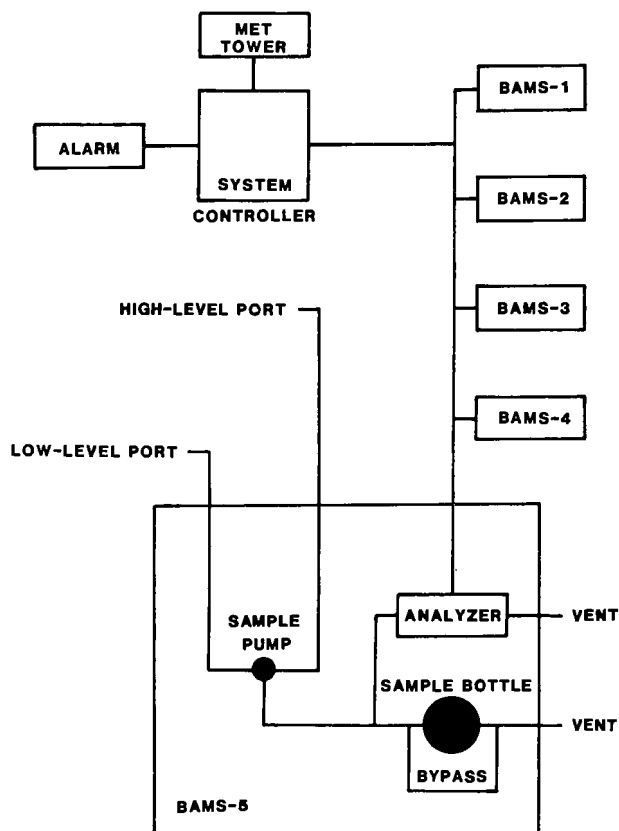 MET
TOWER
BAMS-1
ALARM
SYSTEM
CONTROLLER
BAMS-2
BAMS-3
HIGH-LEVEL PORT
BAMS-4
LOW-LEVEL PORT
ANALYZER
VENT
SAMPLE
PUMP
SAMPLE BOTTLE
VENT
BYPASS
BAMS-5